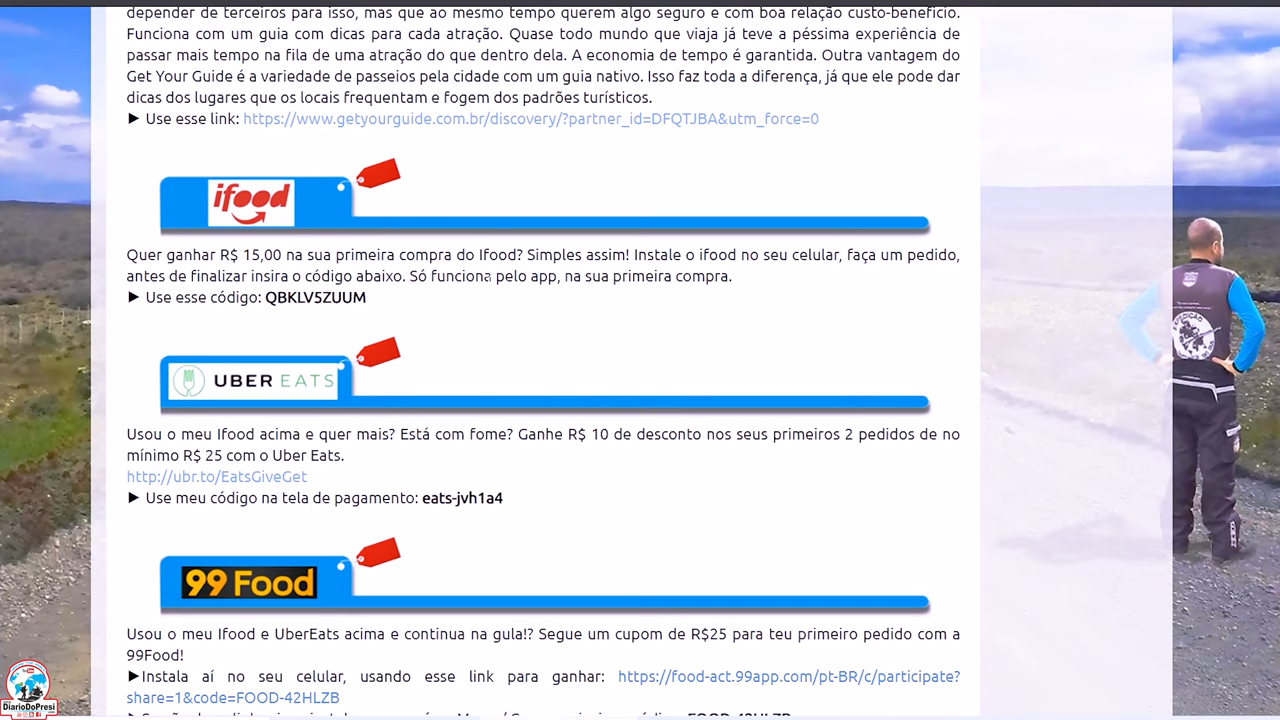 depender de terceiros para isso, mas que ao mesmo tempo querem algo seguro e com boa relação custo-benefício.
Funciona com um guia com dicas para cada atração. Quase todo mundo que viaja já teve a péssima experiência de
passar mais tempo na fila de uma atração do que dentro dela. A economia de tempo é garantida. Outra vantagem do
Get Your Guide é a variedade de passeios pela cidade com um guia nativo. Isso faz toda a diferença, já que ele pode dar
dicas dos lugares que os locais frequentam e fogem dos padrões turísticos.
► Use esse link: https://www.getyourguide.com.br/discovery/?partner_id=DFQTJBA&utm_force=0
ifood
Quer ganhar R$ 15,00 na sua primeira compra do Ifood? Simples assim! Instale o ifood no seu celular, faça um pedido,
antes de finalizar insira o código abaixo. Só funciona pelo app, na sua primeira compra.
► Use esse código: QBKLV5ZUUM
UBER EATS
Usou o meu Ifood acima e quer mais? Está com fome? Ganhe R$ 10 de desconto nos seus primeiros 2 pedidos de no
mínimo R$ 25 com o Uber Eats.
http://ubr.to/EatsGiveGet
► Use meu código na tela de pagamento: eats-jvh1a4
99 Food
Usou o meu Ifood e UberEats acima e continua na gula!? Segue um cupom de R$25 para teu primeiro pedido com a
99Food!
►Instala aí no seu celular, usando esse link para ganhar: https://food-act.99app.com/pt-BR/c/participate?
share=1&code=FOOD-42HLZB
EXPEDIÇÃO
DiarioDoPresi